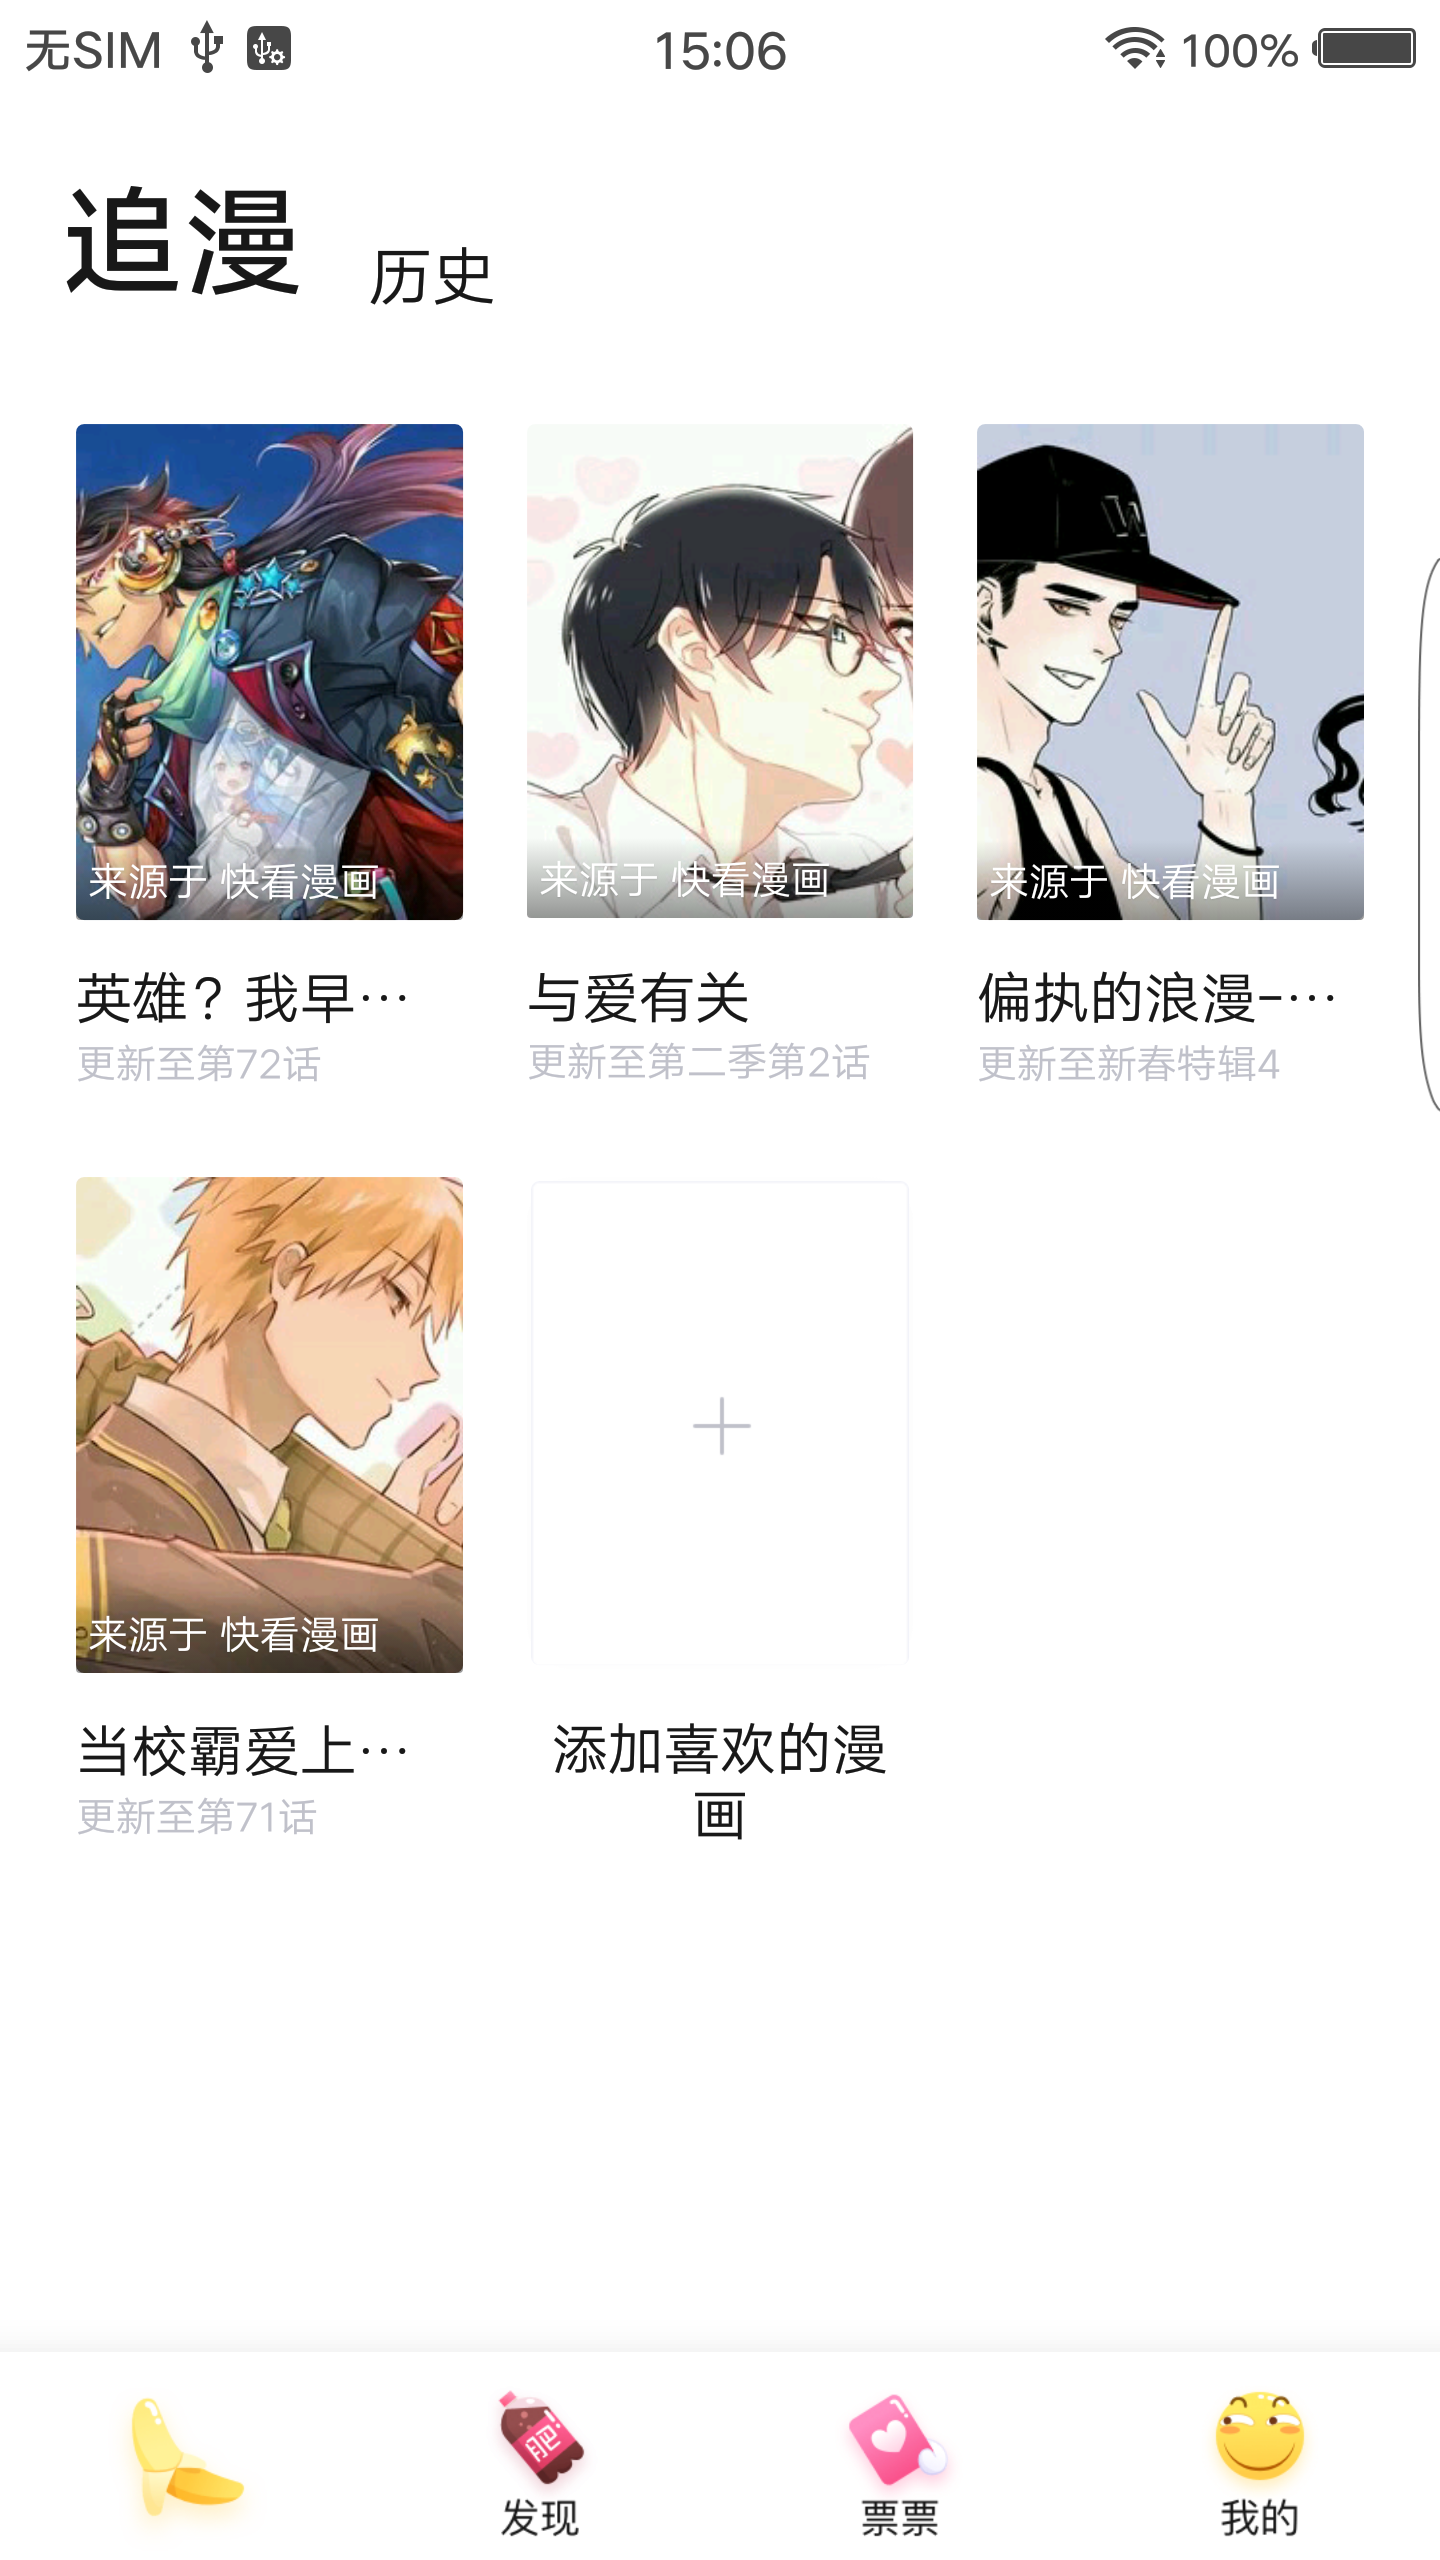 无SIM 15:06 100%
追漫 历史
来源于 快看漫画 来源于 快看漫画 来源于 快看漫画
英雄？我早… 与爱有关 偏执的浪漫-…
更新至第72话 更新至第二季第2话 更新至新春特辑4
来源于 快看漫画
当校霸爱上… 添加喜欢的漫
画
更新至第71话
肥
发现 票票 我的